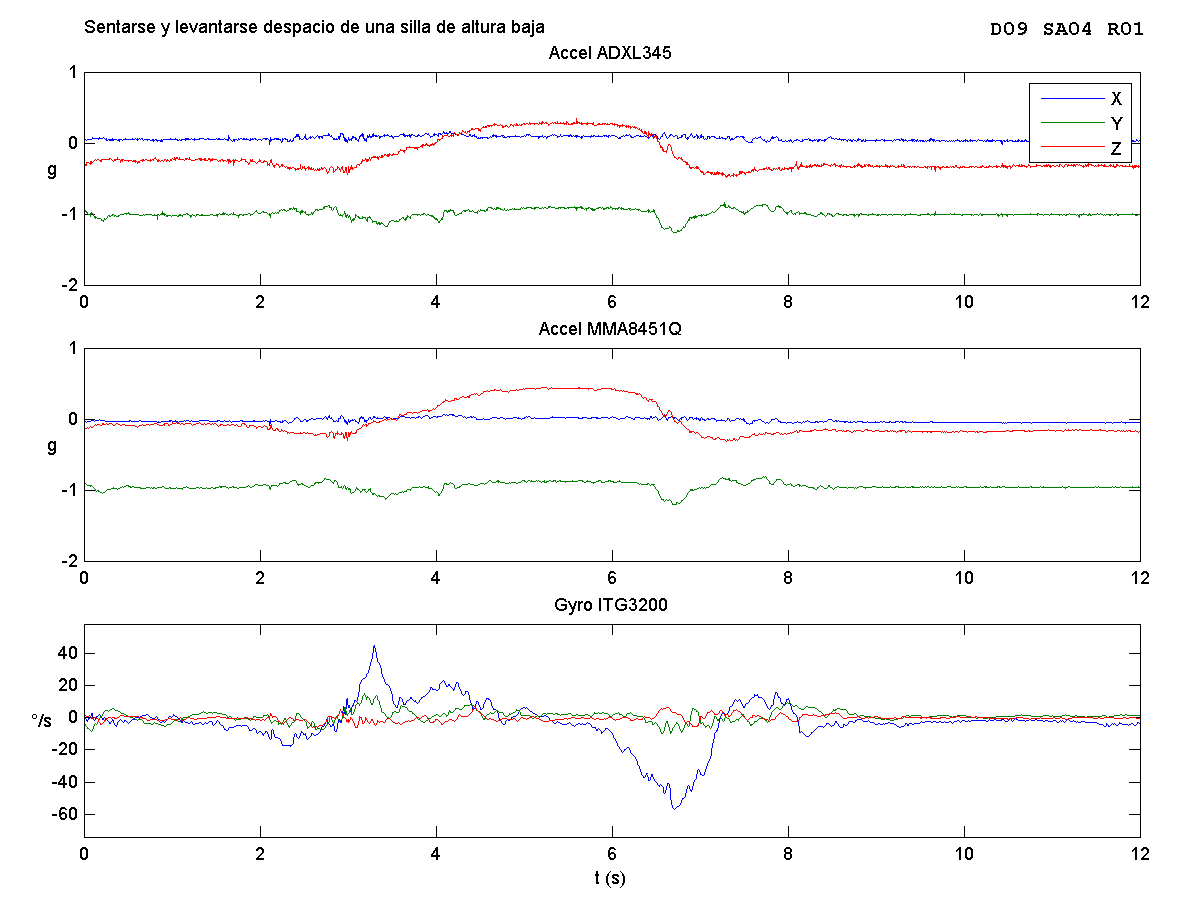 Sentarse y levantarse despacio de una silla de altura baja
D09 SA04 R01
Accel ADXL345
1
0
-1
-2
g
X
Y
Z
0 2 4 6 8 10 12
Accel MMA8451Q
1
0
-1
-2
g
0 2 4 6 8 10 12
Gyro ITG3200
40
20
0
-20
-40
-60
°/s
0 2 4 6 8 10 12
t (s)